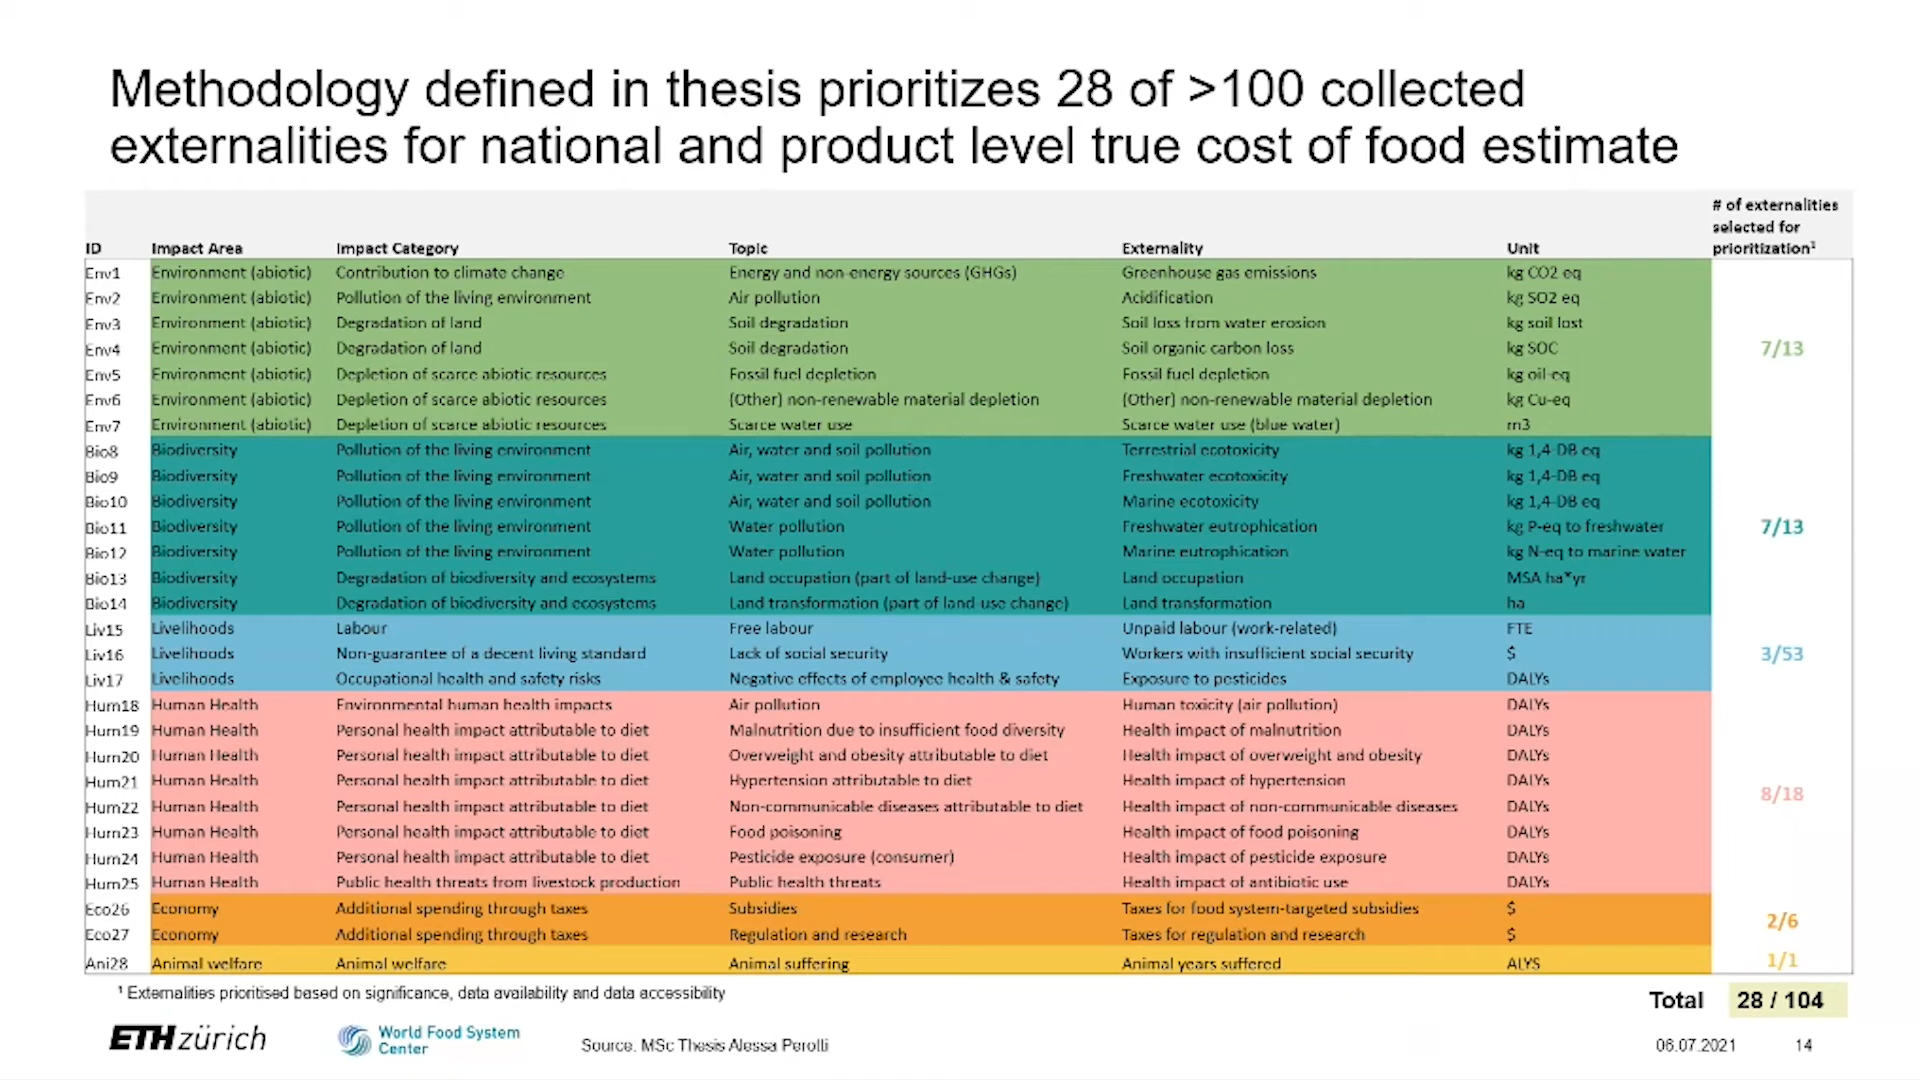 Methodology defined in thesis prioritizes 28 of >100 collected
externalities for national and product level true cost of food estimate
ID Impact Area Impact Category Topic Externality Unit # of externalities selected for prioritization¹
Env1 Environment (abiotic) Contribution to climate change Energy and non-energy sources (GHGs) Greenhouse gas emissions kg CO2 eq
Env2 Environment (abiotic) Pollution of the living environment Air pollution Acidification kg SO2 eq
Env3 Environment (abiotic) Degradation of land Soil degradation Soil loss from water erosion kg soil lost
Env4 Environment (abiotic) Degradation of land Soil degradation Soil organic carbon loss kg SOC 7/13
Env5 Environment (abiotic) Depletion of scarce abiotic resources Fossil fuel depletion Fossil fuel depletion kg oil-eq
Env6 Environment (abiotic) Depletion of scarce abiotic resources (Other) non-renewable material depletion (Other) non-renewable material depletion kg Cu-eq
Env7 Environment (abiotic) Depletion of scarce abiotic resources Scarce water use Scarce water use (blue water) m3
Bio8 Biodiversity Pollution of the living environment Air, water and soil pollution Terrestrial ecotoxicity kg 1,4-DB eq
Bio9 Biodiversity Pollution of the living environment Air, water and soil pollution Freshwater ecotoxicity kg 1,4-DB eq
Bio10 Biodiversity Pollution of the living environment Air, water and soil pollution Marine ecotoxicity kg 1,4-DB eq
Bio11 Biodiversity Pollution of the living environment Water pollution Freshwater eutrophication kg P-eq to freshwater 7/13
Bio12 Biodiversity Pollution of the living environment Water pollution Marine eutrophication kg N-eq to marine water
Bio13 Biodiversity Degradation of biodiversity and ecosystems Land occupation (part of land-use change) Land occupation MSA ha*yr
Bio14 Biodiversity Degradation of biodiversity and ecosystems Land transformation (part of land-use change) Land transformation ha
Liv15 Livelihoods Labour Free labour Unpaid labour (work-related) FTE
Liv16 Livelihoods Non-guarantee of a decent living standard Lack of social security Workers with insufficient social security $ 3/53
Liv17 Livelihoods Occupational health and safety risks Negative effects of employee health & safety Exposure to pesticides DALYs
Hum18 Human Health Environmental human health impacts Air pollution Human toxicity (air pollution) DALYs
Hum19 Human Health Personal health impact attributable to diet Malnutrition due to insufficient food diversity Health impact of malnutrition DALYs
Hum20 Human Health Personal health impact attributable to diet Overweight and obesity attributable to diet Health impact of overweight and obesity DALYs
Hum21 Human Health Personal health impact attributable to diet Hypertension attributable to diet Health impact of hypertension DALYs
8/18
Hum22 Human Health Personal health impact attributable to diet Non-communicable diseases attributable to diet Health impact of non-communicable diseases DALYs
Hum23 Human Health Personal health impact attributable to diet Food poisoning Health impact of food poisoning DALYs
Hum24 Human Health Personal health impact attributable to diet Pesticide exposure (consumer) Health impact of pesticide exposure DALYs
Hum25 Human Health Public health threats from livestock production Public health threats Health impact of antibiotic use DALYs
Eco26 Economy Additional spending through taxes Subsidies Taxes for food system-targeted subsidies $
2/6
Eco27 Economy Additional spending through taxes Regulation and research Taxes for regulation and research $
Ani28 Animal welfare Animal welfare Animal suffering Animal years suffered ALYS 1/1
¹ Externalities prioritised based on significance, data availability and data accessibility
Total 28 / 104
ETH zürich
World Food System
Center
Source. MSc Thesis Alessa Perotti
06.07.2021 14